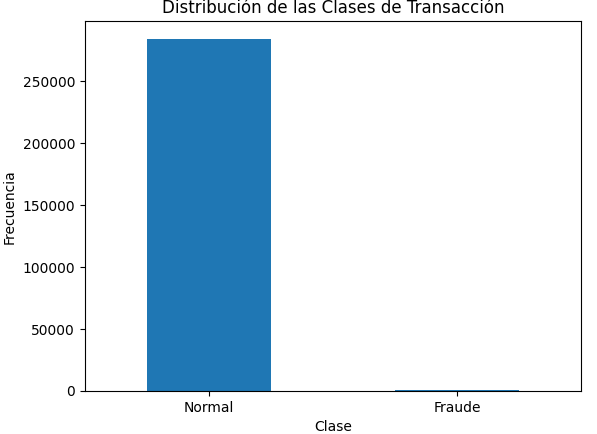 Distribución de las Clases de Transacción
250000
200000
150000
100000
50000
0
Frecuencia
Normal
Fraude
Clase